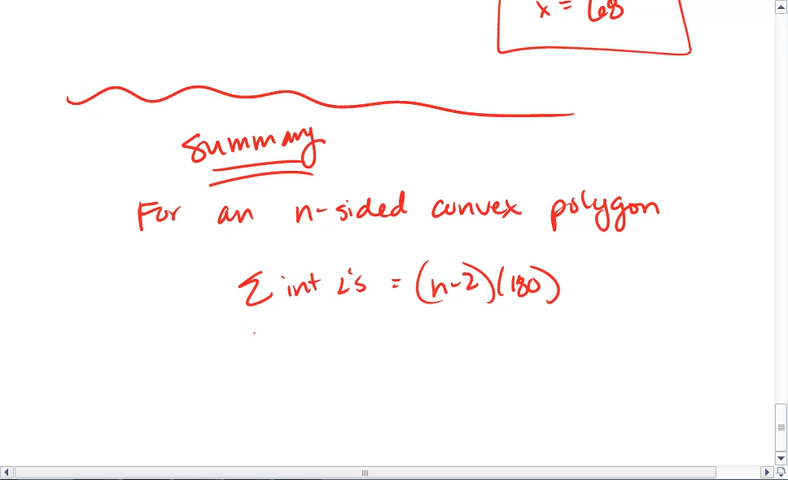 x = 68
Summary
For an n-sided convex polygon
Σ int ∠'s = (n-2)(180)